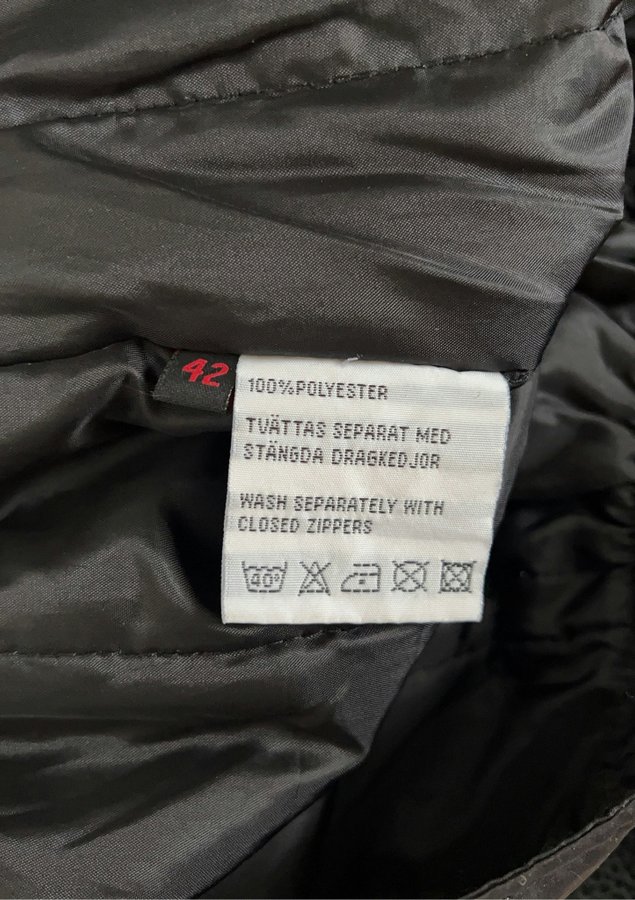 42
100%POLYESTER
TVÄTTAS SEPARAT MED
STÄNGDA DRAGKEDJOR
WASH SEPARATELY WITH
CLOSED ZIPPERS
40°